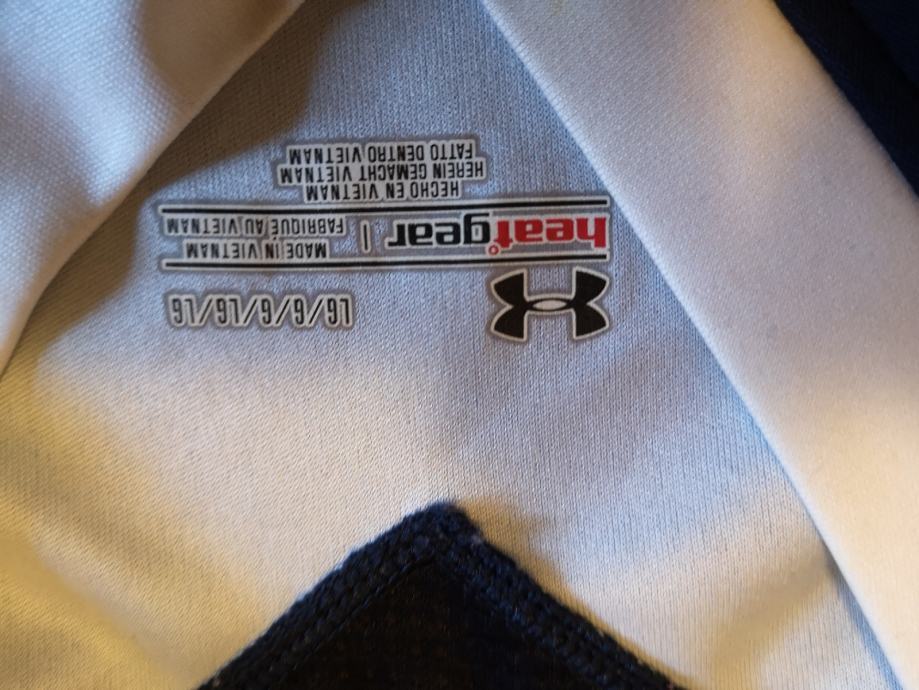 LG/G/G/LG/LG
heatgear |
MADE IN VIETNAM
FABRIQUÉ AU VIETNAM
HECHO EN VIETNAM
HEREIN GEMACHT VIETNAM
FATTO DENTRO VIETNAM